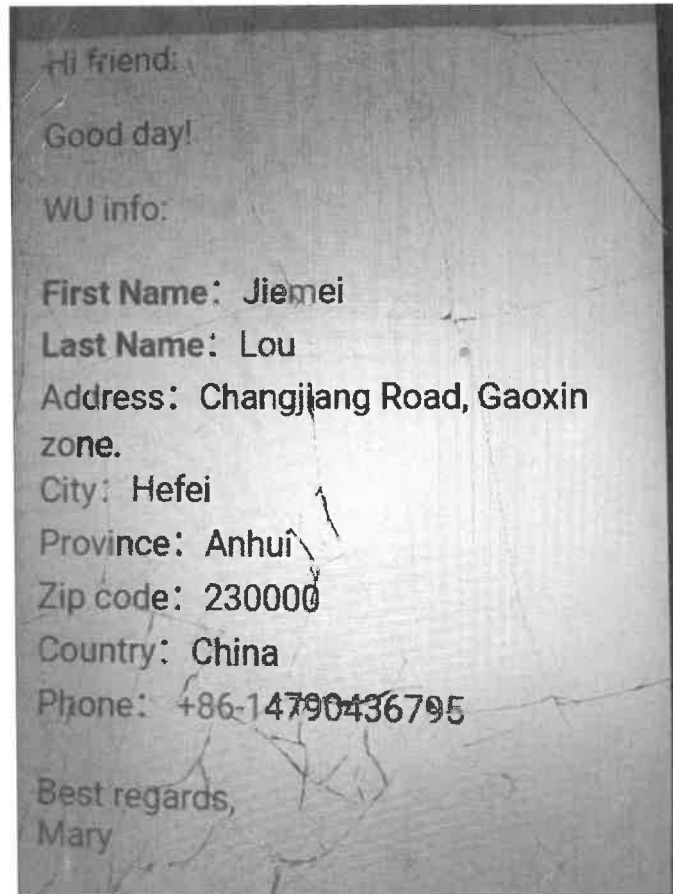 Hi friend:
Good day!
WU info:
First Name: Jiemei
Last Name: Lou
Address: Changjiang Road, Gaoxin
zone.
City: Hefei
Province: Anhui
Zip code: 230000
Country: China
Phone: +86-14790436795
Best regards,
Mary